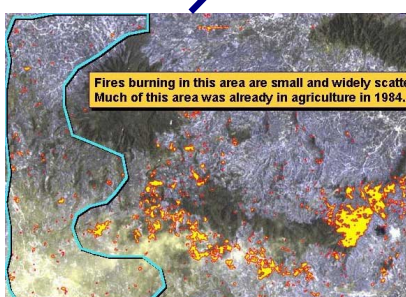 Fires burning in this area are small and widely
Much of this area was already in agriculture in 1984.